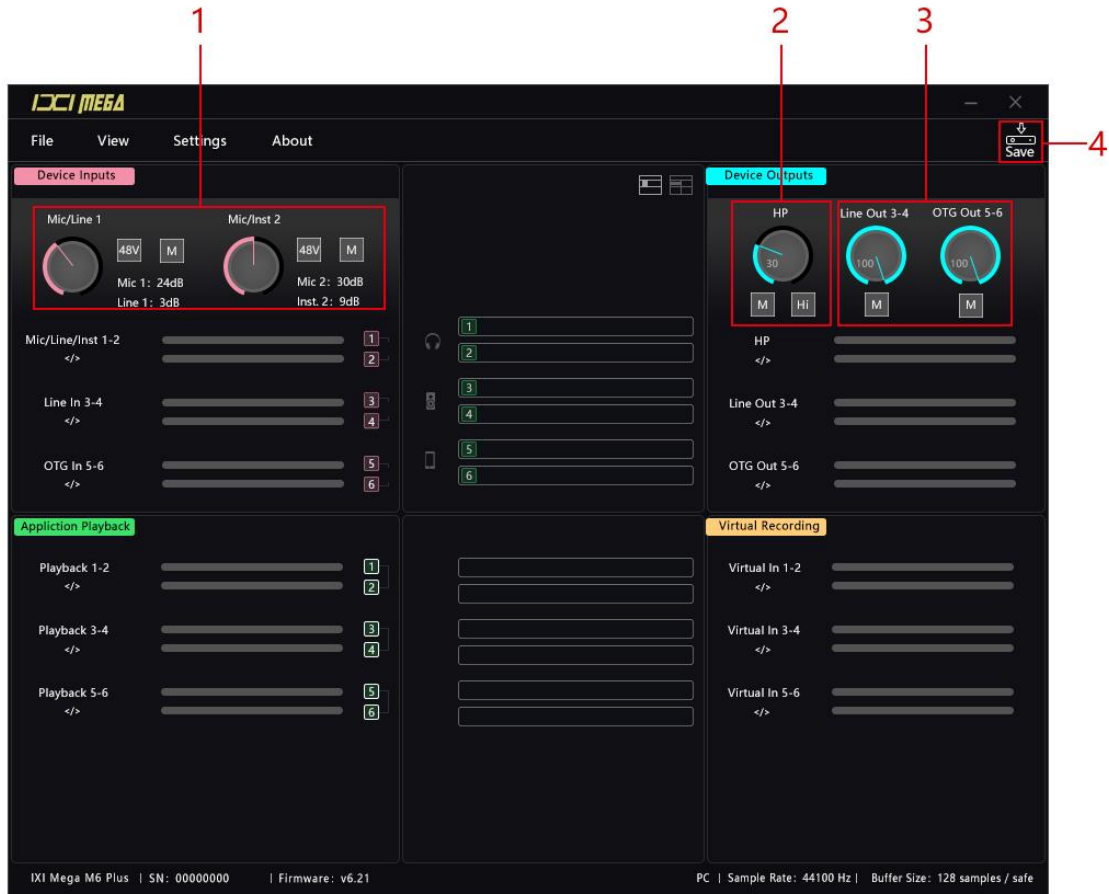 1
2
3
IXI MEGA
File View Settings About
Save
4
Device Inputs
Mic/Line 1
48V M
Mic 1: 24dB
Line 1: 3dB
Mic/Inst 2
48V M
Mic 2: 30dB
Inst. 2: 9dB
Mic/Line/Inst 1-2
</>
1
2
Line In 3-4
</>
3
4
OTG In 5-6
</>
5
6
1
2
3
4
5
6
Device Outputs
HP
30
M Hi
Line Out 3-4
100
M
OTG Out 5-6
100
M
HP
</>
Line Out 3-4
</>
OTG Out 5-6
</>
Appliction Playback
Playback 1-2
</>
1
2
Playback 3-4
</>
3
4
Playback 5-6
</>
5
6
Virtual Recording
Virtual In 1-2
</>
Virtual In 3-4
</>
Virtual In 5-6
</>
IXI Mega M6 Plus | SN: 00000000 | Firmware: v6.21
PC | Sample Rate: 44100 Hz | Buffer Size: 128 samples / safe